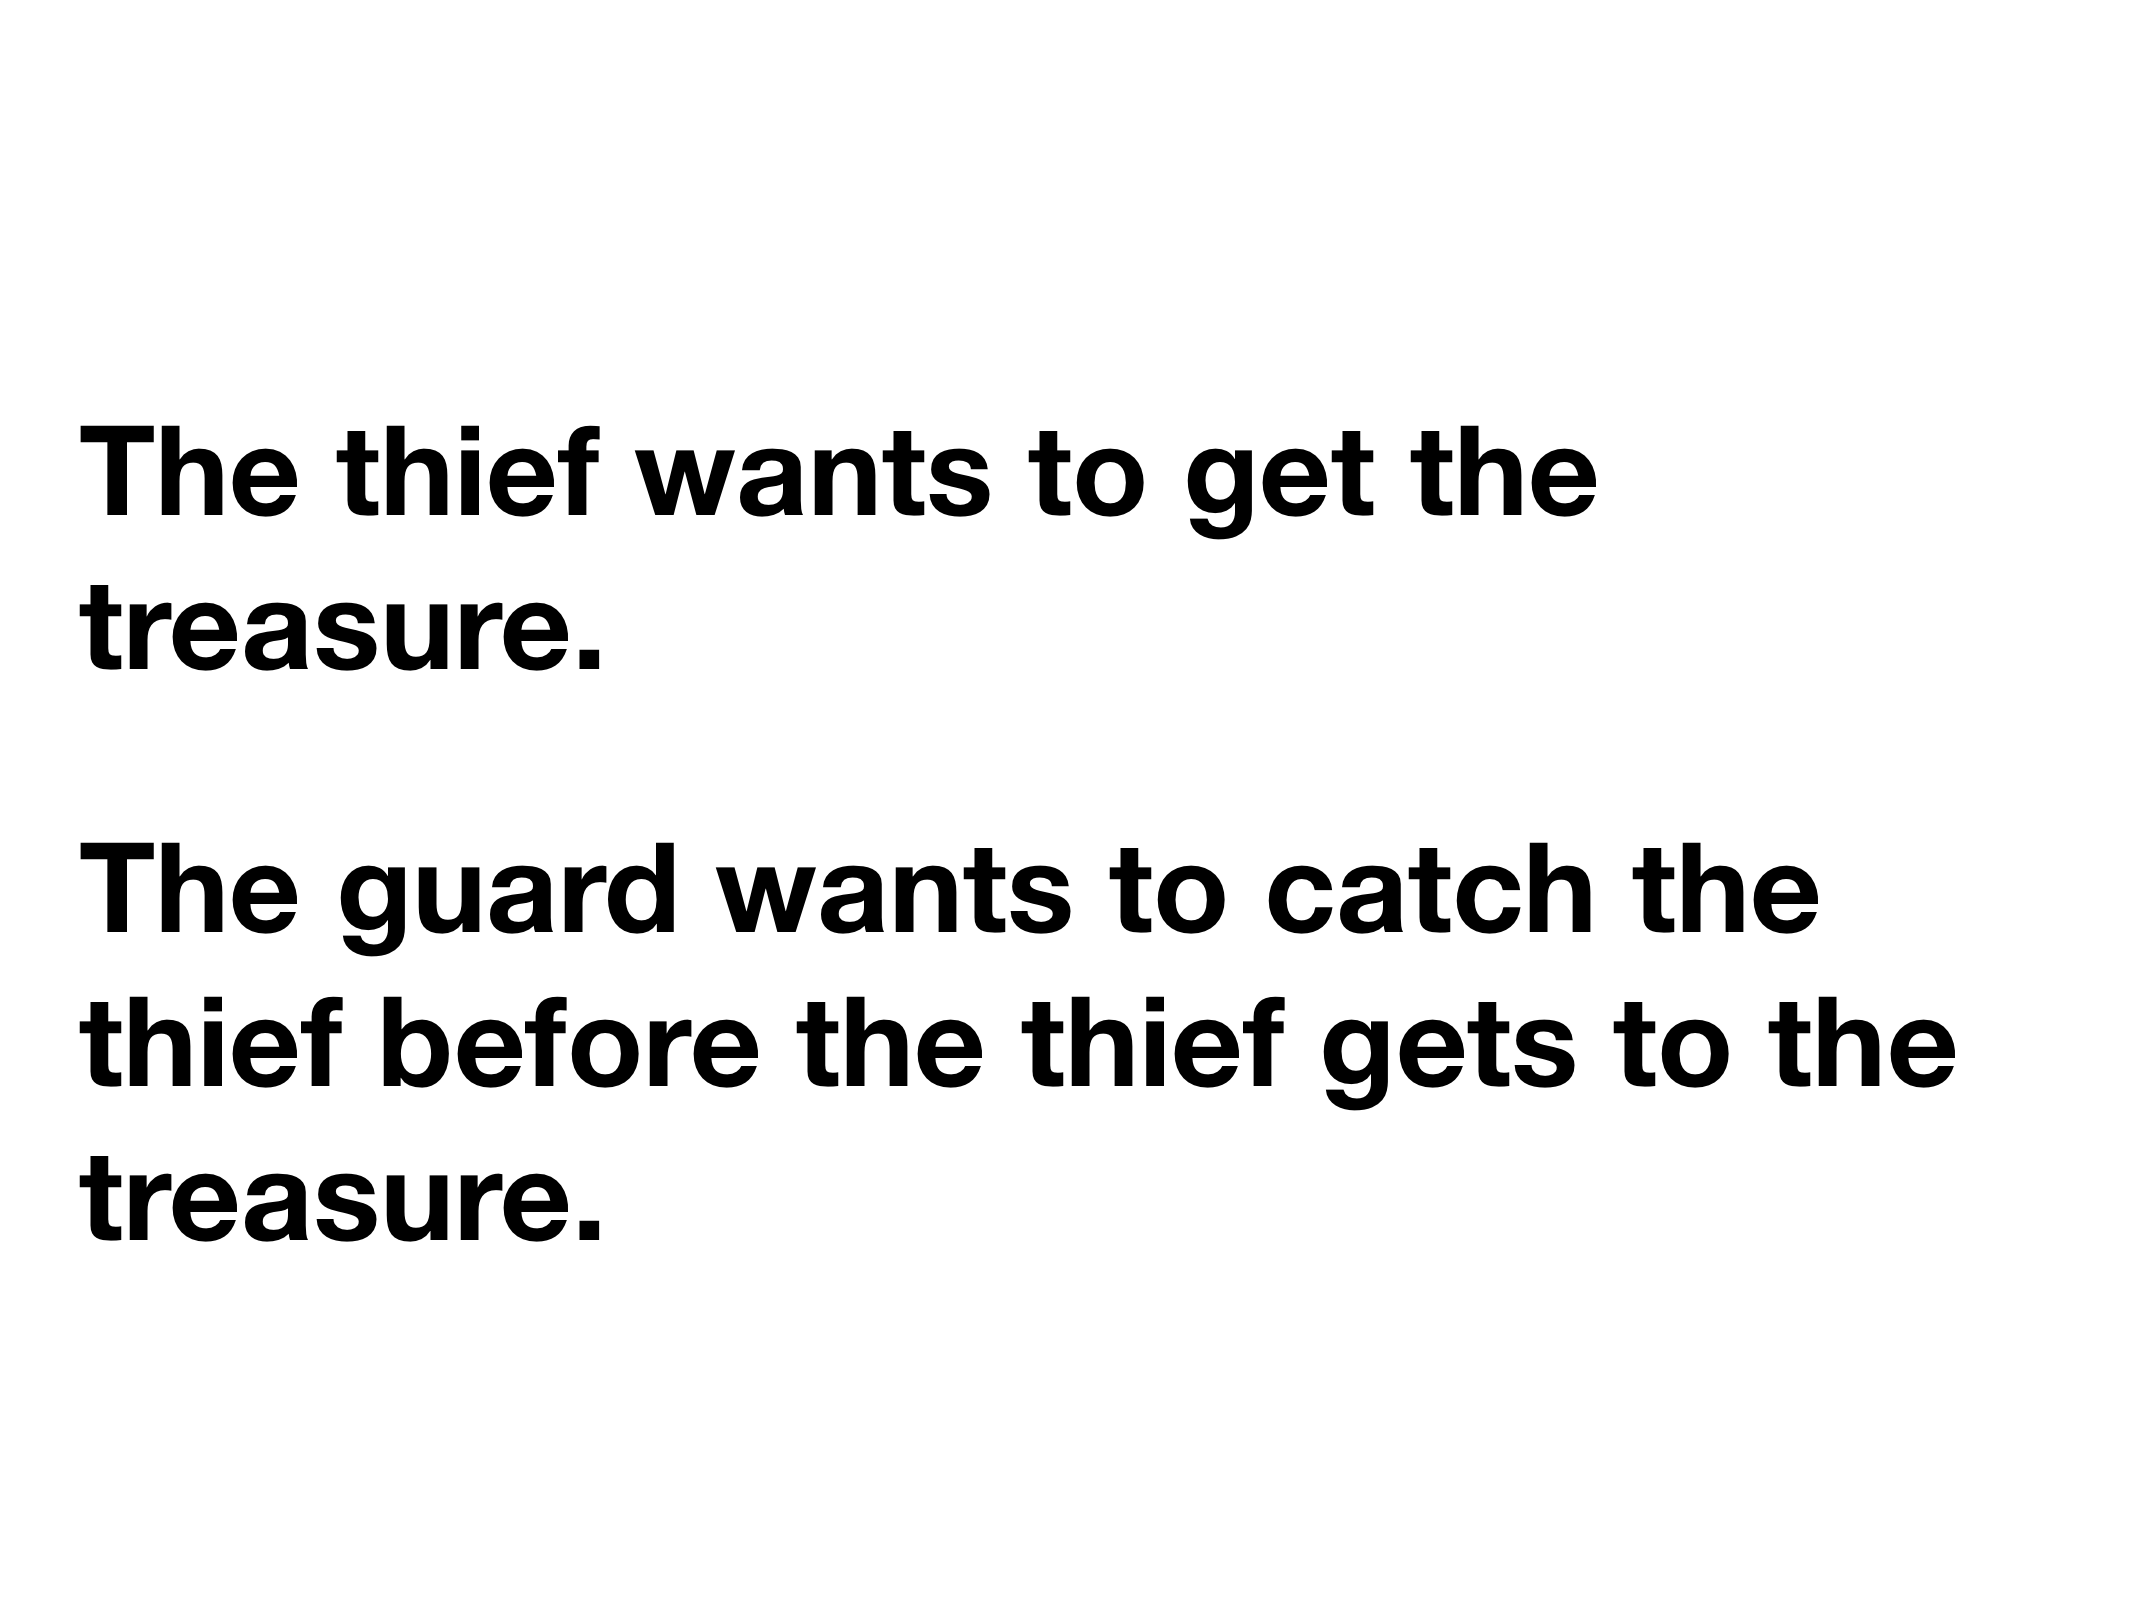 The thief wants to get the
treasure.
The guard wants to catch the
thief before the thief gets to the
treasure.